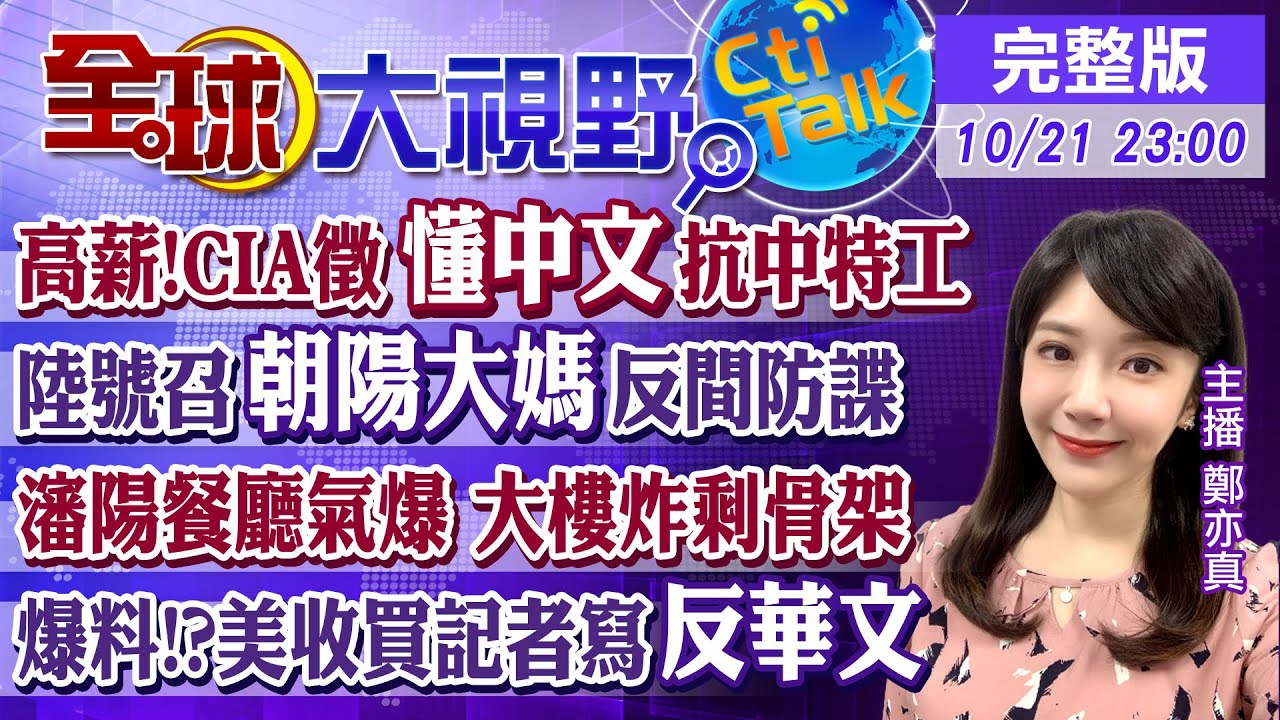 全球大視野
Cti
Talk
完整版
10/21 23:00
高薪!CIA徵 懂中文 抗中特工
陸號召 朝陽大媽 反間防諜
瀋陽餐廳氣爆 大樓炸剩骨架
爆料!?美收買記者寫 反華文
主播 鄭亦真